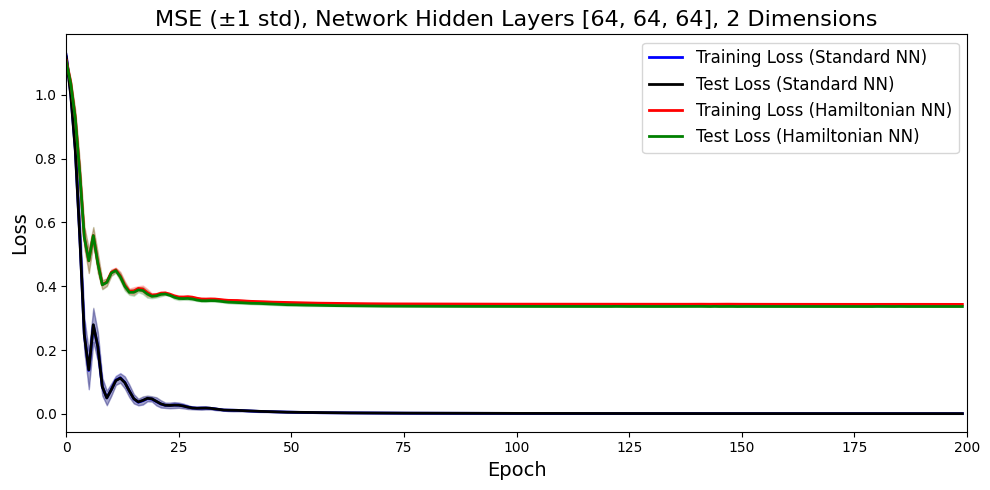 MSE (±1 std), Network Hidden Layers [64, 64, 64], 2 Dimensions
Training Loss (Standard NN)
Test Loss (Standard NN)
Training Loss (Hamiltonian NN)
Test Loss (Hamiltonian NN)
Loss
1.0
0.8
0.6
0.4
0.2
0.0
0
25
50
75
100
125
150
175
200
Epoch